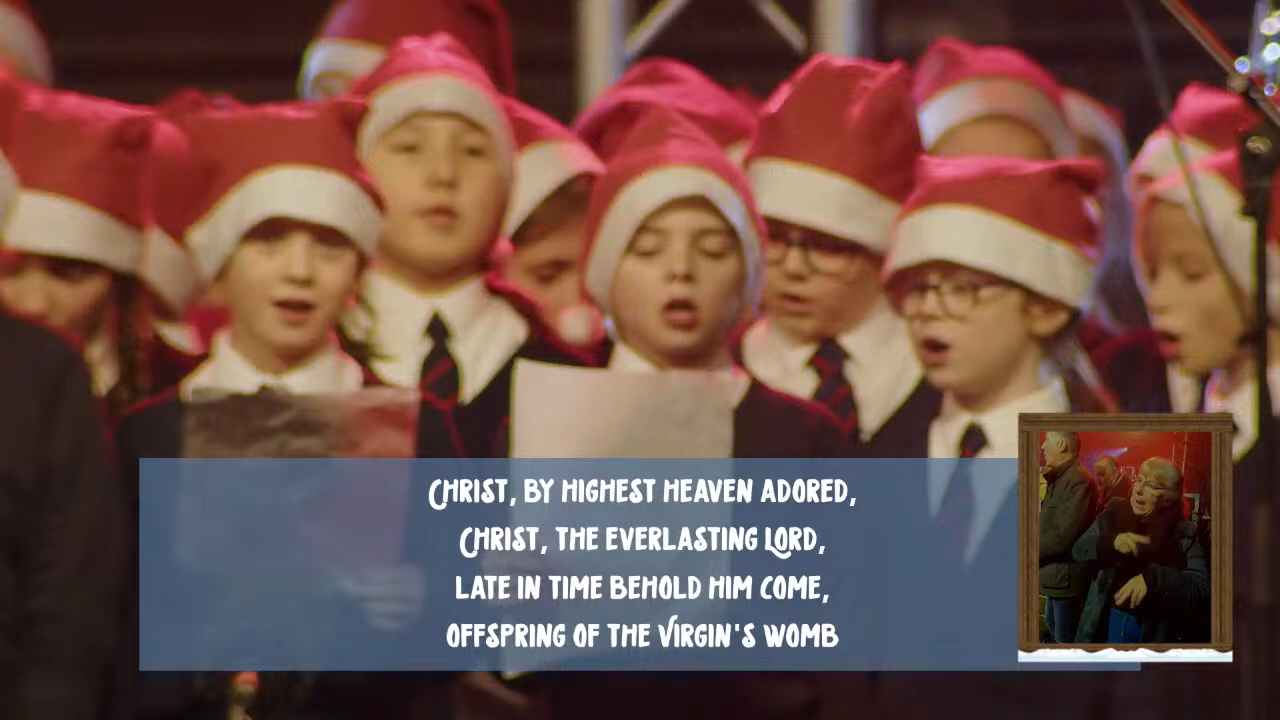 Christ, by highest heaven adored,
Christ, the everlasting Lord,
Late in time behold Him come,
Offspring of the Virgin's womb